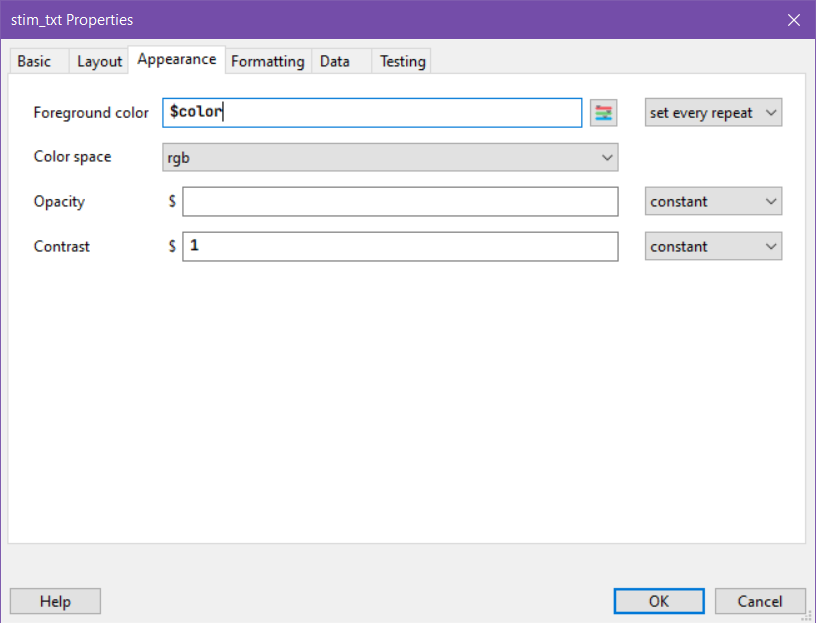 stim_txt Properties
Basic Layout Appearance Formatting Data Testing
Foreground color $color set every repeat
Color space rgb
Opacity $ constant
Contrast $ 1 constant
Help OK Cancel